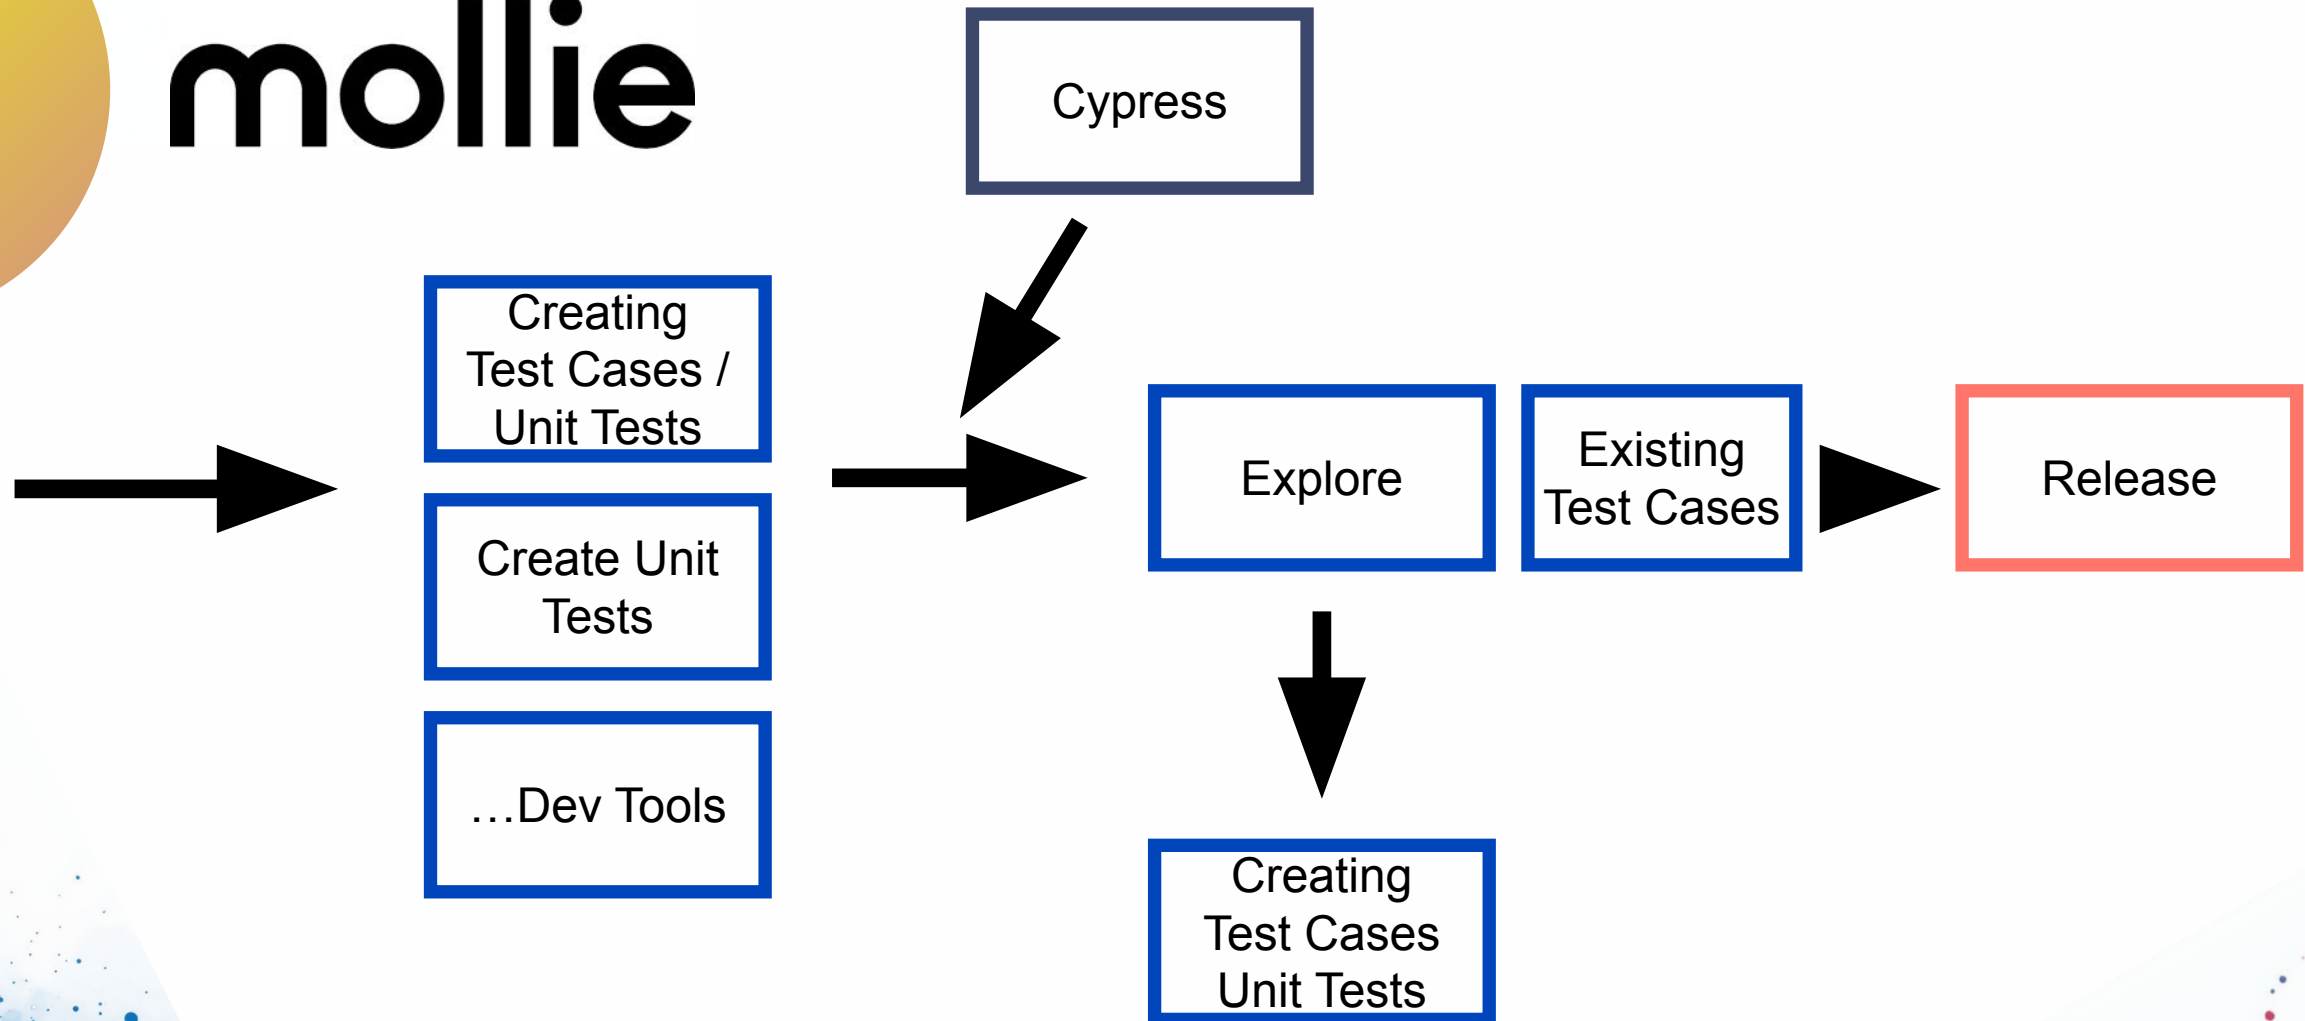 mollie
Cypress
Creating
Test Cases /
Unit Tests
Create Unit
Tests
…Dev Tools
Explore
Existing
Test Cases
Release
Creating
Test Cases
Unit Tests